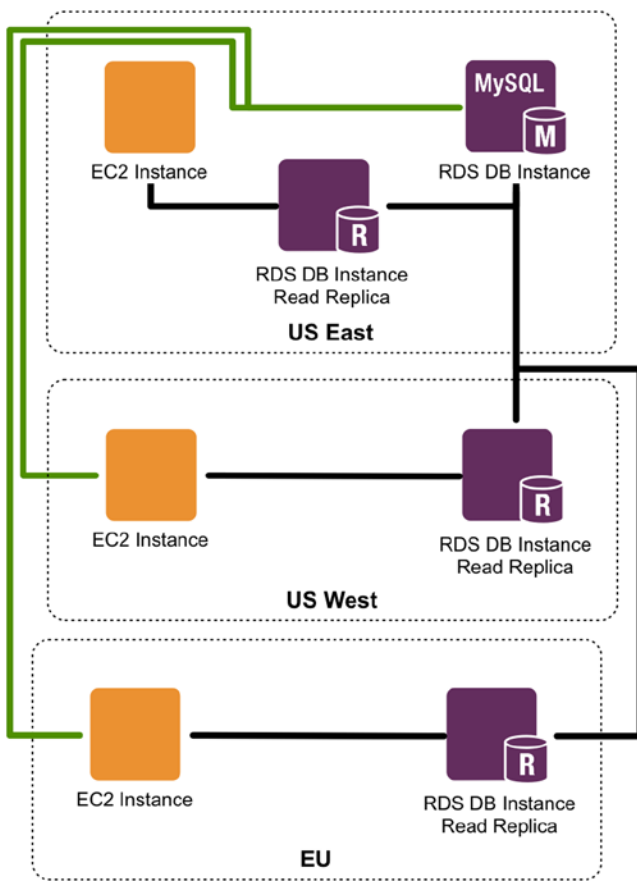 MySQL
M
EC2 Instance
RDS DB Instance
R
RDS DB Instance
Read Replica
US East
R
EC2 Instance
RDS DB Instance
Read Replica
US West
R
EC2 Instance
RDS DB Instance
Read Replica
EU